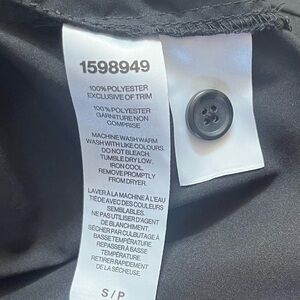 1598949
100% POLYESTER
EXCLUSIVE OF TRIM
100% POLYESTER
GARNITURE NON
COMPRISE
MACHINE WASH WARM
WASH WITH LIKE COLOURS.
DO NOT BLEACH.
TUMBLE DRY LOW.
IRON COOL
REMOVE PROMPTLY
FROM DRYER.
LAVER À LA MACHINE À L'EAU
TIÈDE AVEC DES COULEURS
SEMBLABLES.
NE PAS UTILISER D'AGENT
DE BLANCHIMENT.
SÉCHER PAR CULBUTAGE À
BASSE TEMPÉRATURE.
REPASSER À BASSE
TEMPÉRATURE
RETIRER RAPIDEMENT
DE LA SÉCHEUSE.
S / P